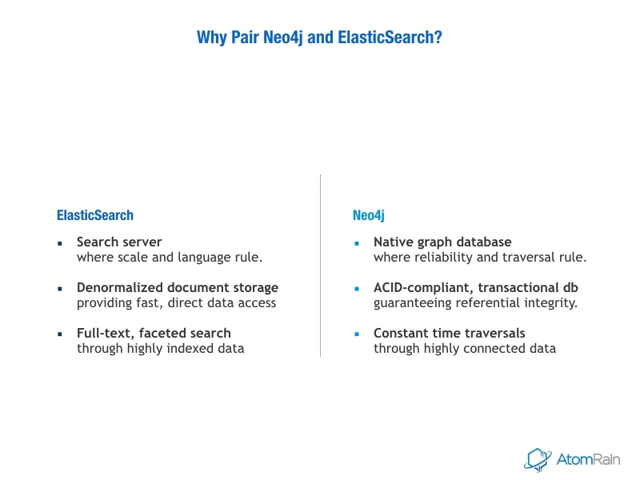 Why Pair Neo4j and ElasticSearch?
ElasticSearch
Search server
where scale and language rule.
Denormalized document storage
providing fast, direct data access
Full-text, faceted search
through highly indexed data
Neo4j
Native graph database
where reliability and traversal rule.
ACID-compliant, transactional db
guaranteeing referential integrity.
Constant time traversals
through highly connected data
AtomRain